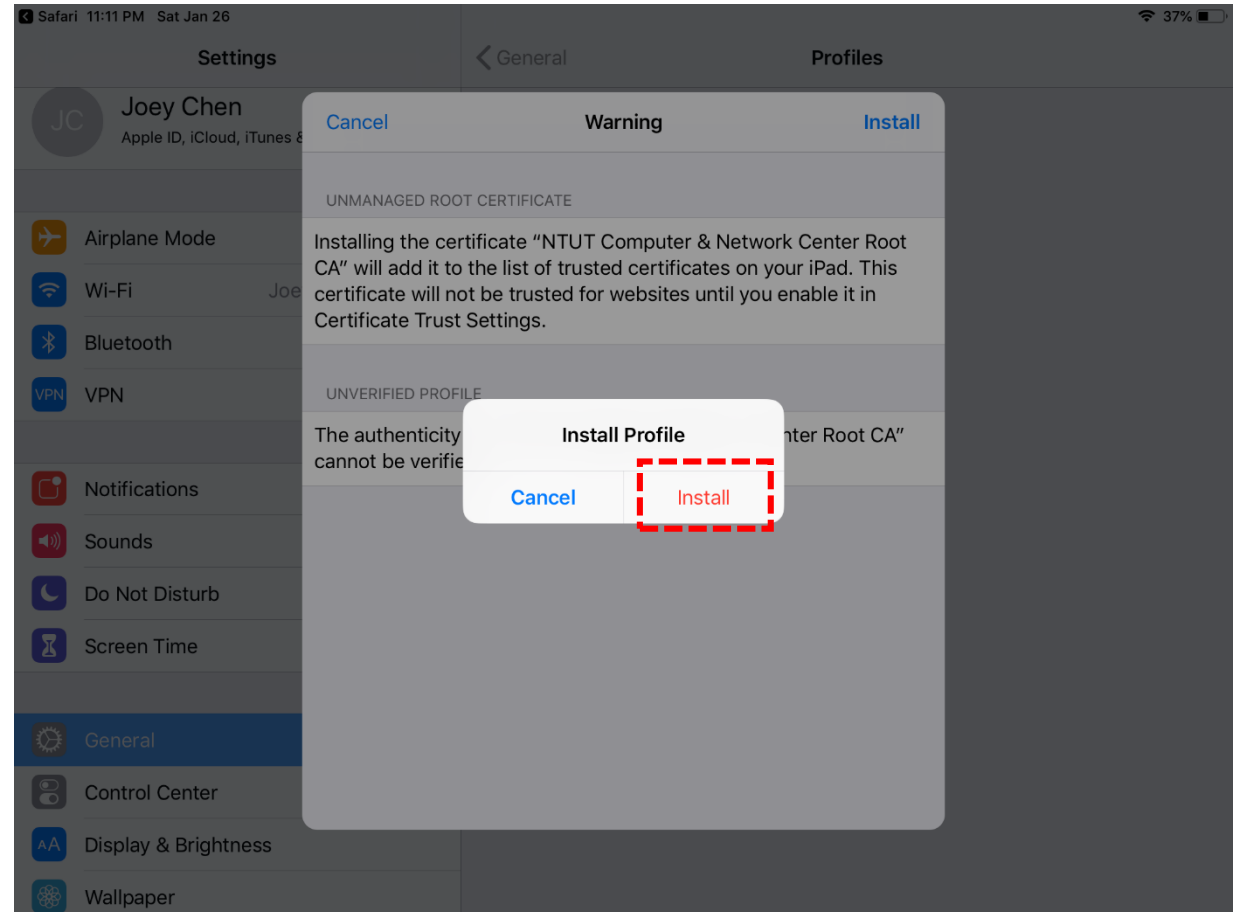 Safari 11:11 PM Sat Jan 26
37%
Settings
General
Profiles
JC
Joey Chen
Apple ID, iCloud, iTunes &
Cancel
Warning
Install
UNMANAGED ROOT CERTIFICATE
Airplane Mode
Installing the certificate “NTUT Computer & Network Center Root
CA” will add it to the list of trusted certificates on your iPad. This
Wi-Fi
Joe
certificate will not be trusted for websites until you enable it in
Certificate Trust Settings.
Bluetooth
VPN
VPN
UNVERIFIED PROFILE
The authenticity
nter Root CA”
cannot be verifie
Install Profile
Cancel
Install
Notifications
Sounds
Do Not Disturb
Screen Time
General
Control Center
AA
Display & Brightness
Wallpaper